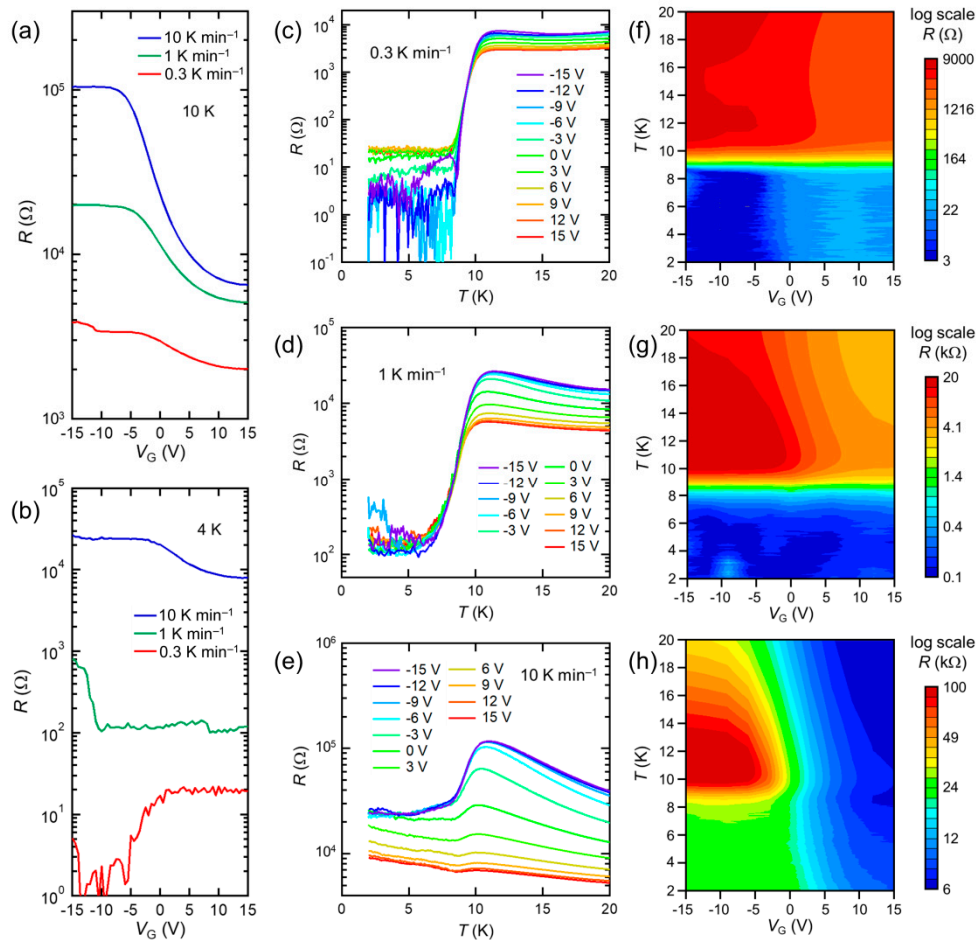 (a)
10 K min⁻¹
1 K min⁻¹
0.3 K min⁻¹
10 K
10⁵
10⁴
10³
R (Ω)
-15 -10 -5 0 5 10 15
V_G (V)
(b)
4 K
10 K min⁻¹
1 K min⁻¹
0.3 K min⁻¹
10⁵
10⁴
10³
10²
10¹
10⁰
R (Ω)
-15 -10 -5 0 5 10 15
V_G (V)
(c)
0.3 K min⁻¹
-15 V
-12 V
-9 V
-6 V
-3 V
0 V
3 V
6 V
9 V
12 V
15 V
10⁴
10³
10²
10¹
10⁰
10⁻¹
R (Ω)
0 5 10 15 20
T (K)
(d)
1 K min⁻¹
-15 V 0 V
-12 V 3 V
-9 V 6 V
-6 V 9 V
-3 V 12 V
15 V
10⁵
10⁴
10³
10²
R (Ω)
0 5 10 15 20
T (K)
(e)
10 K min⁻¹
-15 V 6 V
-12 V 9 V
-9 V 12 V
-6 V 15 V
-3 V
0 V
3 V
10⁶
10⁵
10⁴
R (Ω)
0 5 10 15 20
T (K)
(f)
log scale
R (Ω)
9000
1216
164
22
3
20
18
16
14
12
10
8
6
4
2
T (K)
-15 -10 -5 0 5 10 15
V_G (V)
(g)
log scale
R (kΩ)
20
4.1
1.4
0.4
0.1
20
18
16
14
12
10
8
6
4
2
T (K)
-15 -10 -5 0 5 10 15
V_G (V)
(h)
log scale
R (kΩ)
100
49
24
12
6
20
18
16
14
12
10
8
6
4
2
T (K)
-15 -10 -5 0 5 10 15
V_G (V)